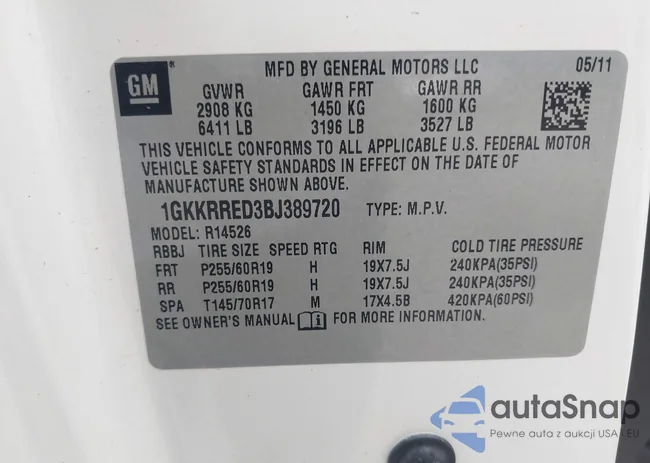 GM ® MFD BY GENERAL MOTORS LLC 05/11
GVWR GAWR FRT GAWR RR
2908 KG 1450 KG 1600 KG
6411 LB 3196 LB 3527 LB
THIS VEHICLE CONFORMS TO ALL APPLICABLE U.S. FEDERAL MOTOR
VEHICLE SAFETY STANDARDS IN EFFECT ON THE DATE OF
MANUFACTURE SHOWN ABOVE.
1GKKRRED3BJ389720 TYPE: M.P.V.
MODEL: R14526
RBBJ TIRE SIZE SPEED RTG RIM COLD TIRE PRESSURE
FRT P255/60R19 H 19X7.5J 240KPA(35PSI)
RR P255/60R19 H 19X7.5J 240KPA(35PSI)
SPA T145/70R17 M 17X4.5B 420KPA(60PSI)
SEE OWNER'S MANUAL FOR MORE INFORMATION.
autaSnap
Pewne auta z aukcji USA i EU